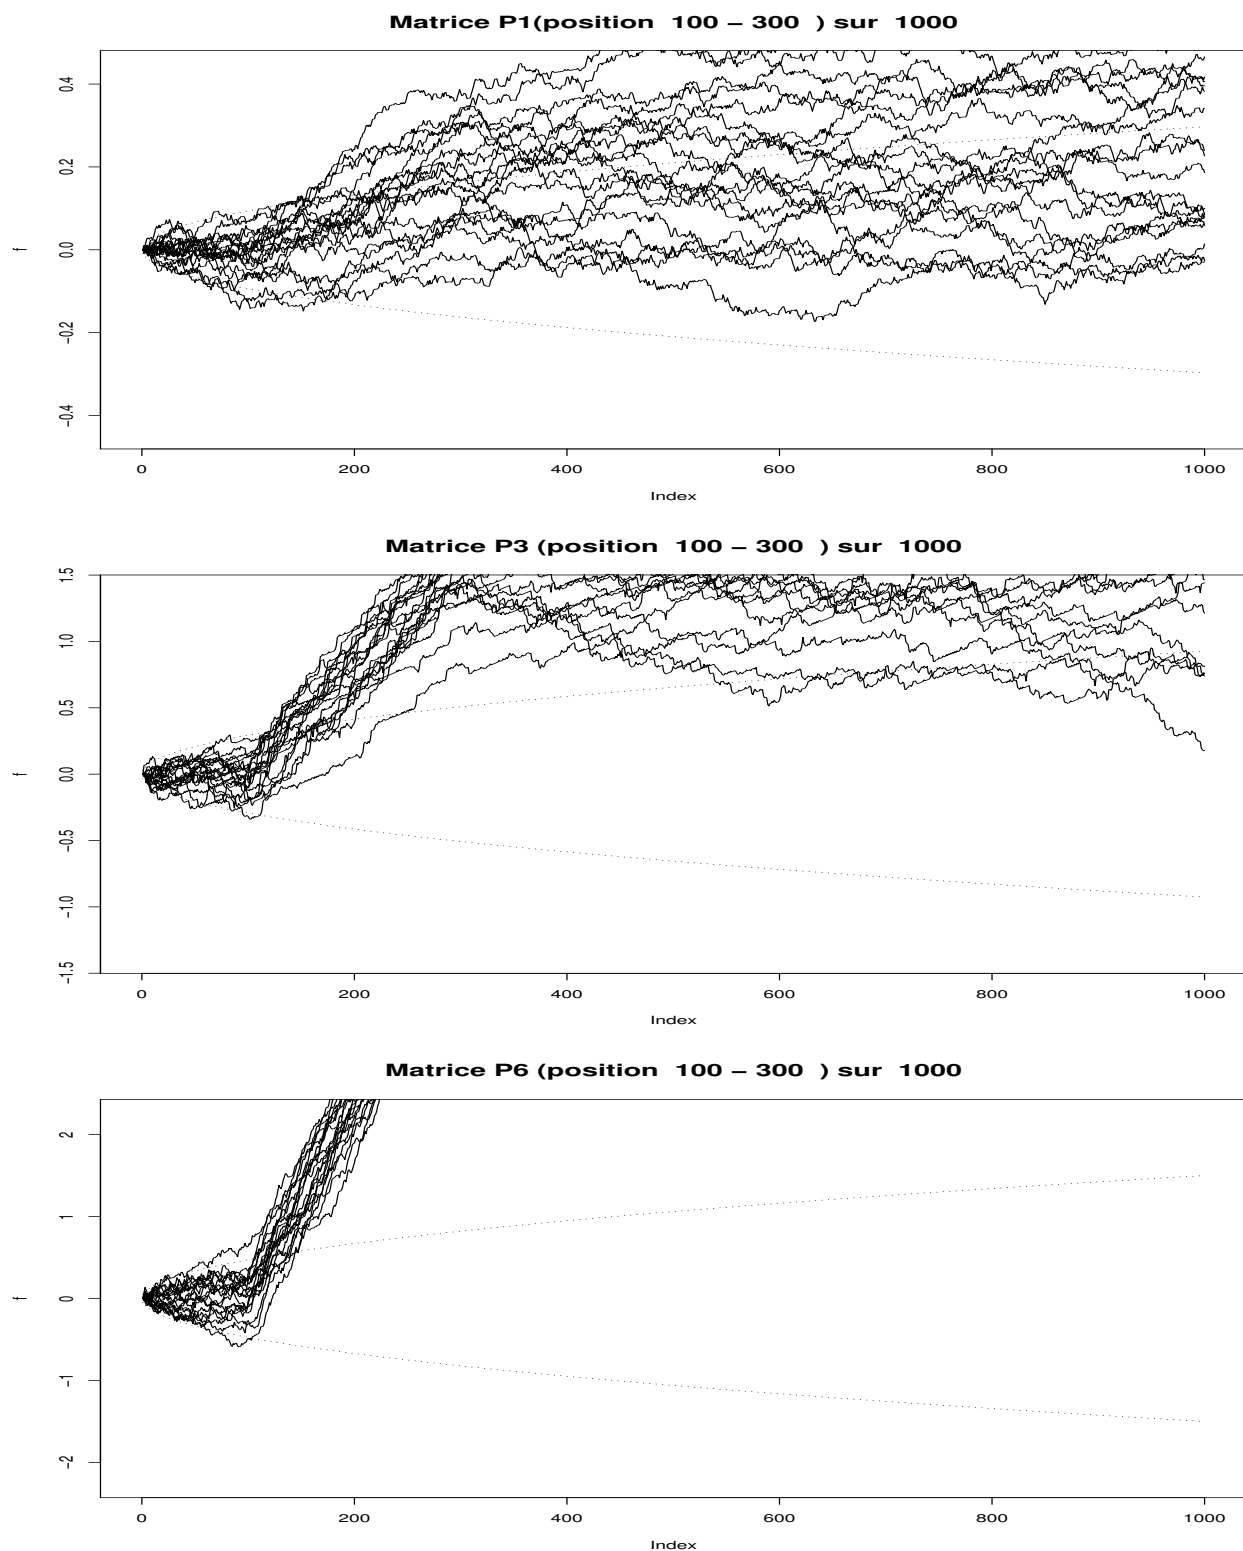 Matrice P1(position 100 – 300 ) sur 1000
f
0.4
0.2
0.0
−0.2
−0.4
0 200 400 600 800 1000
Index
Matrice P3 (position 100 – 300 ) sur 1000
f
1.5
1.0
0.5
0.0
−0.5
−1.0
−1.5
0 200 400 600 800 1000
Index
Matrice P6 (position 100 – 300 ) sur 1000
f
2
1
0
−1
−2
0 200 400 600 800 1000
Index